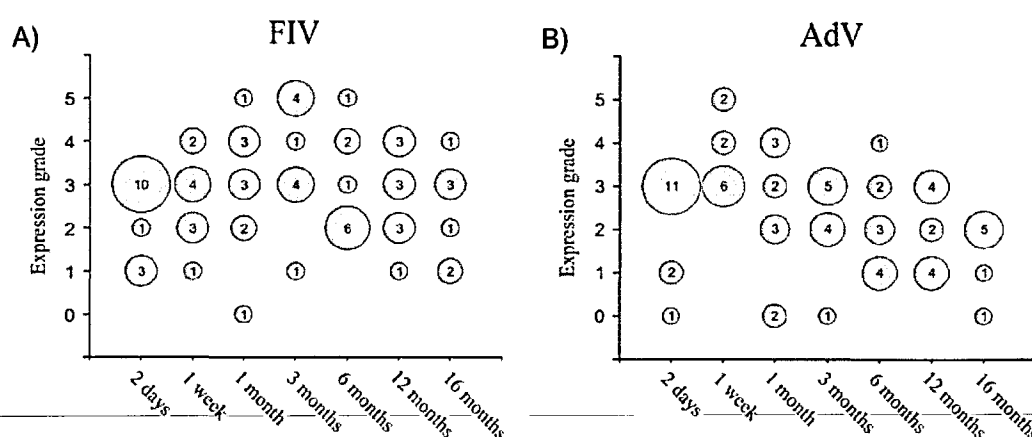 A) FIV
Expression grade
5 1 4 1
4 2 3 1 2 3 1
3 10 4 3 4 1 3 3
2 1 3 2 6 3 1
1 3 1 1 1 2
0 1
2 days 1 week 1 month 3 months 6 months 12 months 16 months
B) AdV
Expression grade
5 2
4 2 3 1
3 11 6 2 5 2 4
2 3 4 3 2 5
1 2 4 4 1
0 1 2 1 1
2 days 1 week 1 month 3 months 6 months 12 months 16 months